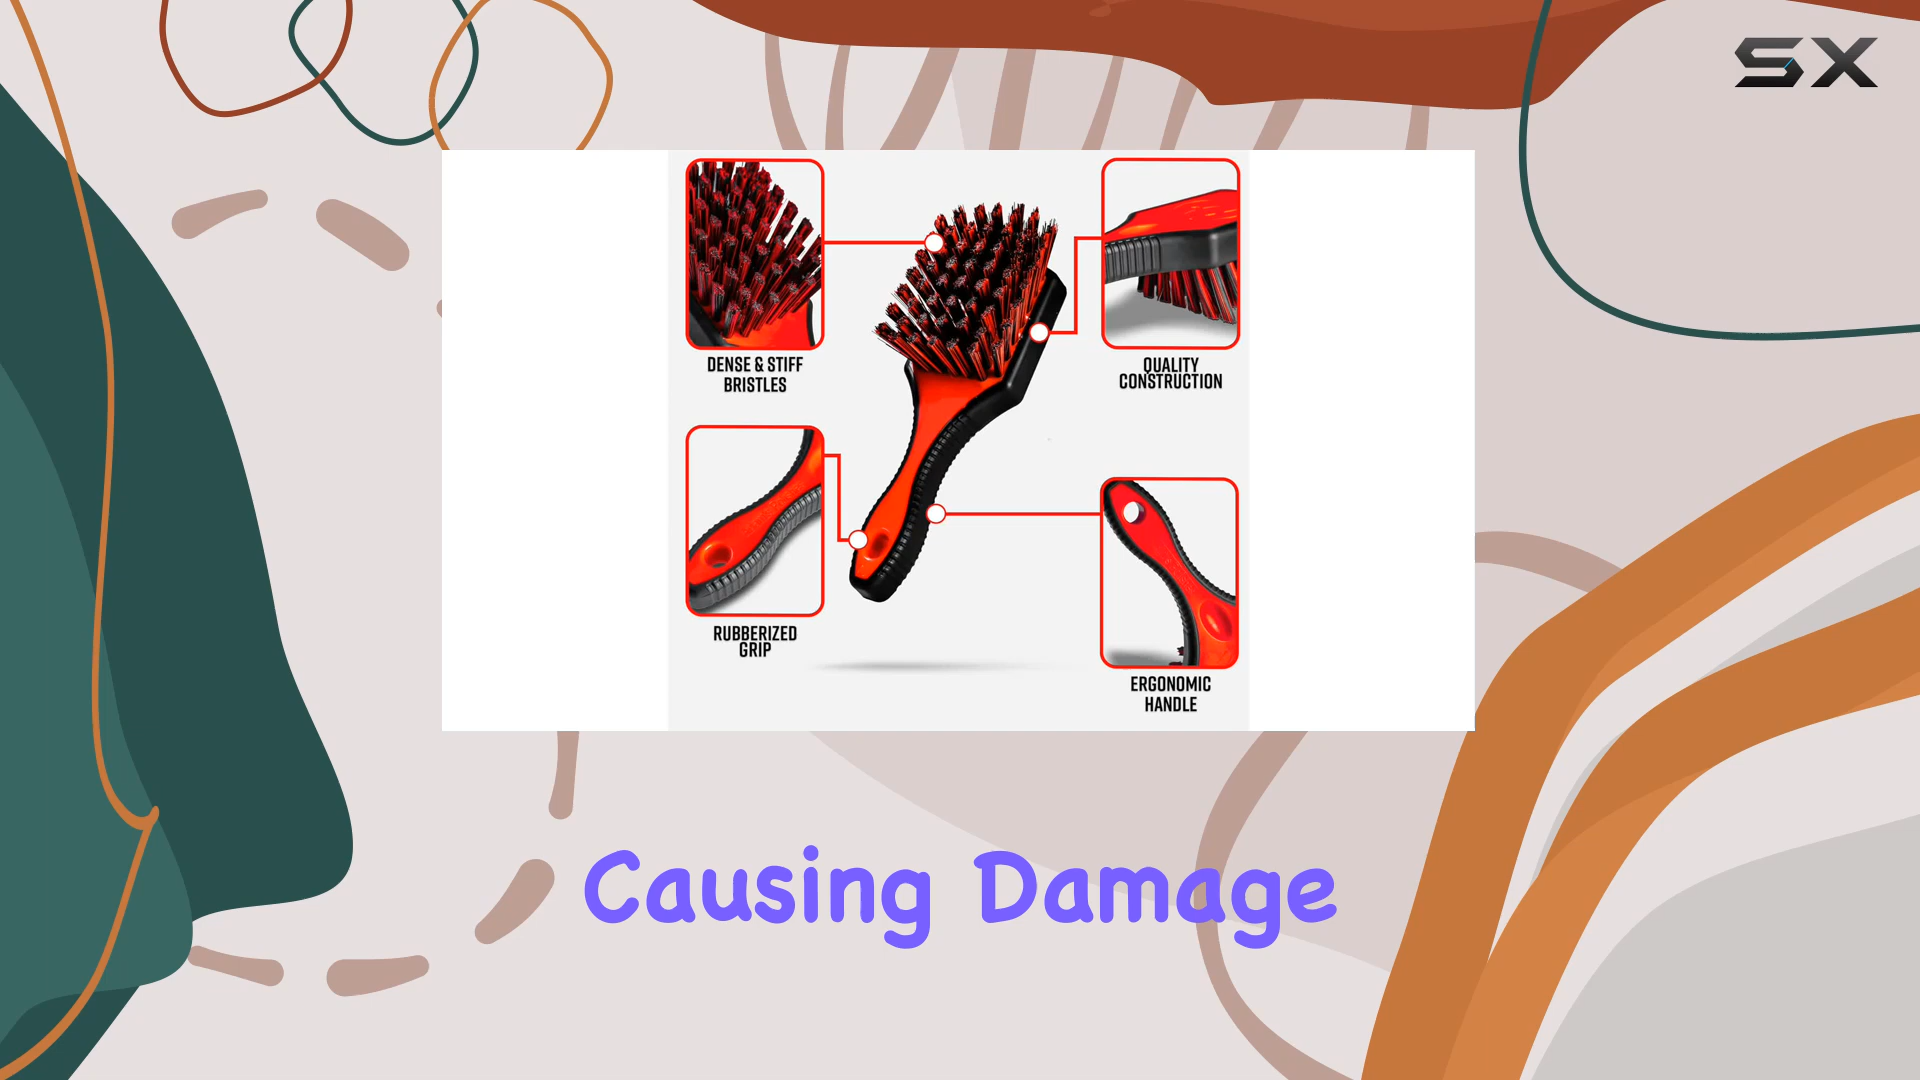 SX
DENSE & STIFF
BRISTLES
QUALITY
CONSTRUCTION
RUBBERIZED
GRIP
ERGONOMIC
HANDLE
Causing Damage